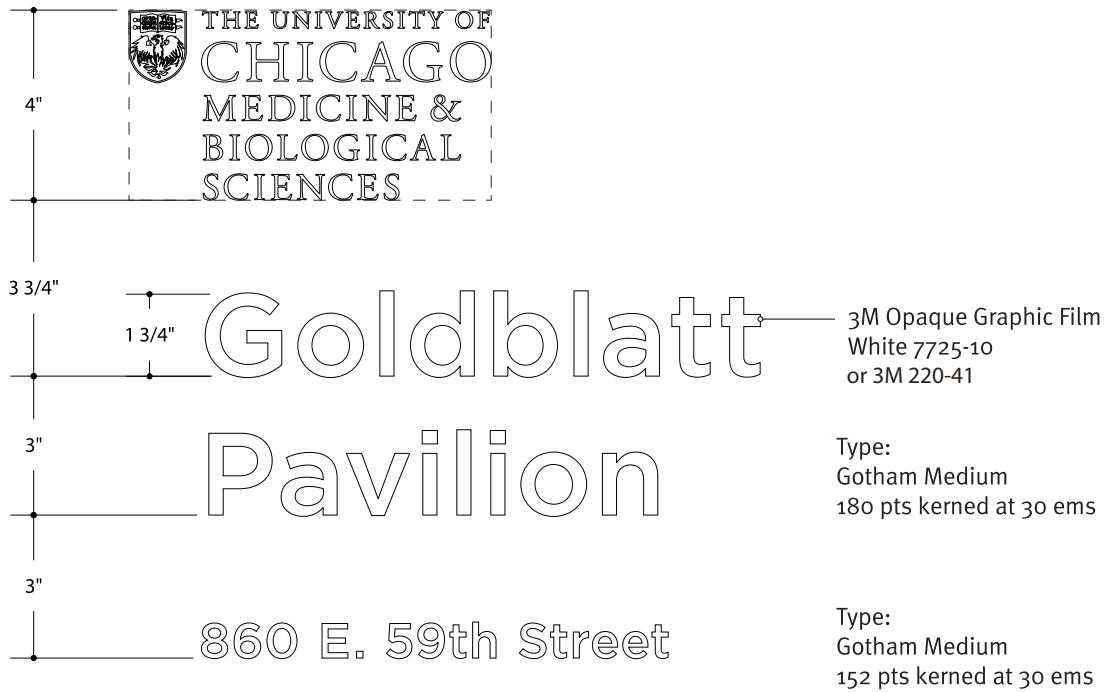 THE UNIVERSITY OF
CHICAGO
MEDICINE &
BIOLOGICAL
SCIENCES
4"
3 3/4"
1 3/4"
Goldblatt
3M Opaque Graphic Film
White 7725-10
or 3M 220-41
3"
Pavilion
Type:
Gotham Medium
180 pts kerned at 30 ems
3"
860 E. 59th Street
Type:
Gotham Medium
152 pts kerned at 30 ems